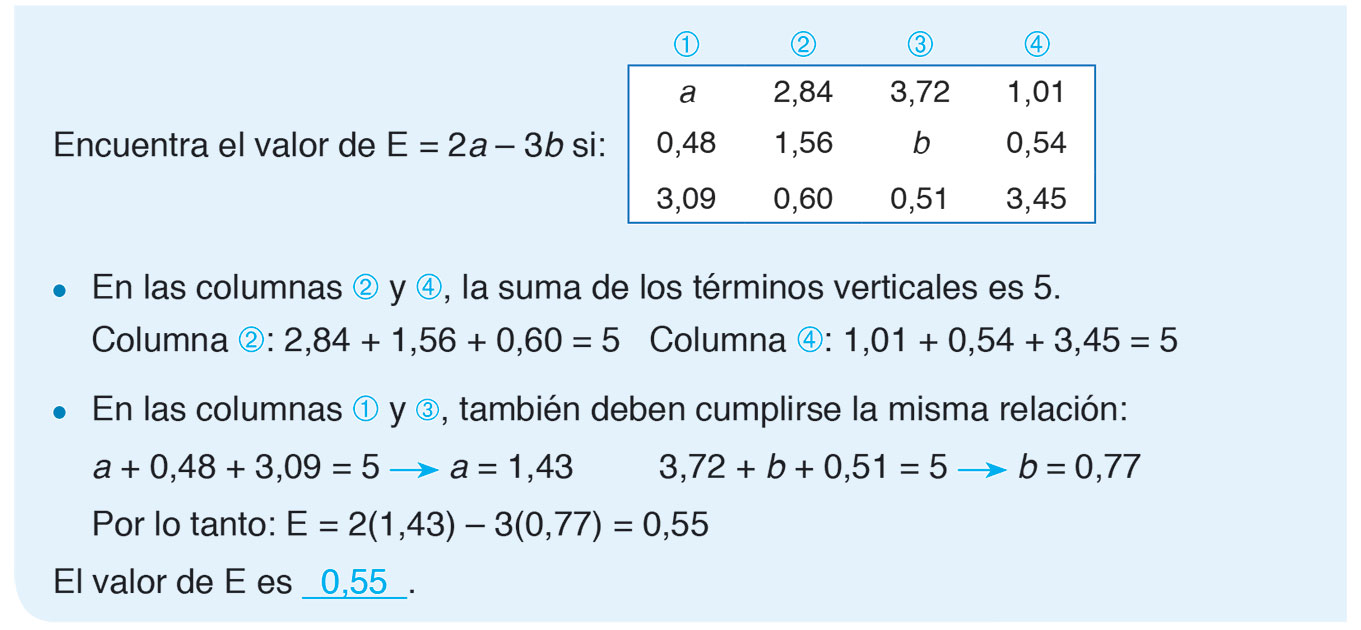 ① ② ③ ④
a 2,84 3,72 1,01
Encuentra el valor de E = 2a – 3b si:
0,48 1,56 b 0,54
3,09 0,60 0,51 3,45
• En las columnas ② y ④, la suma de los términos verticales es 5.
Columna ②: 2,84 + 1,56 + 0,60 = 5 Columna ④: 1,01 + 0,54 + 3,45 = 5
• En las columnas ① y ③, también deben cumplirse la misma relación:
a + 0,48 + 3,09 = 5 → a = 1,43 3,72 + b + 0,51 = 5 → b = 0,77
Por lo tanto: E = 2(1,43) – 3(0,77) = 0,55
El valor de E es 0,55.